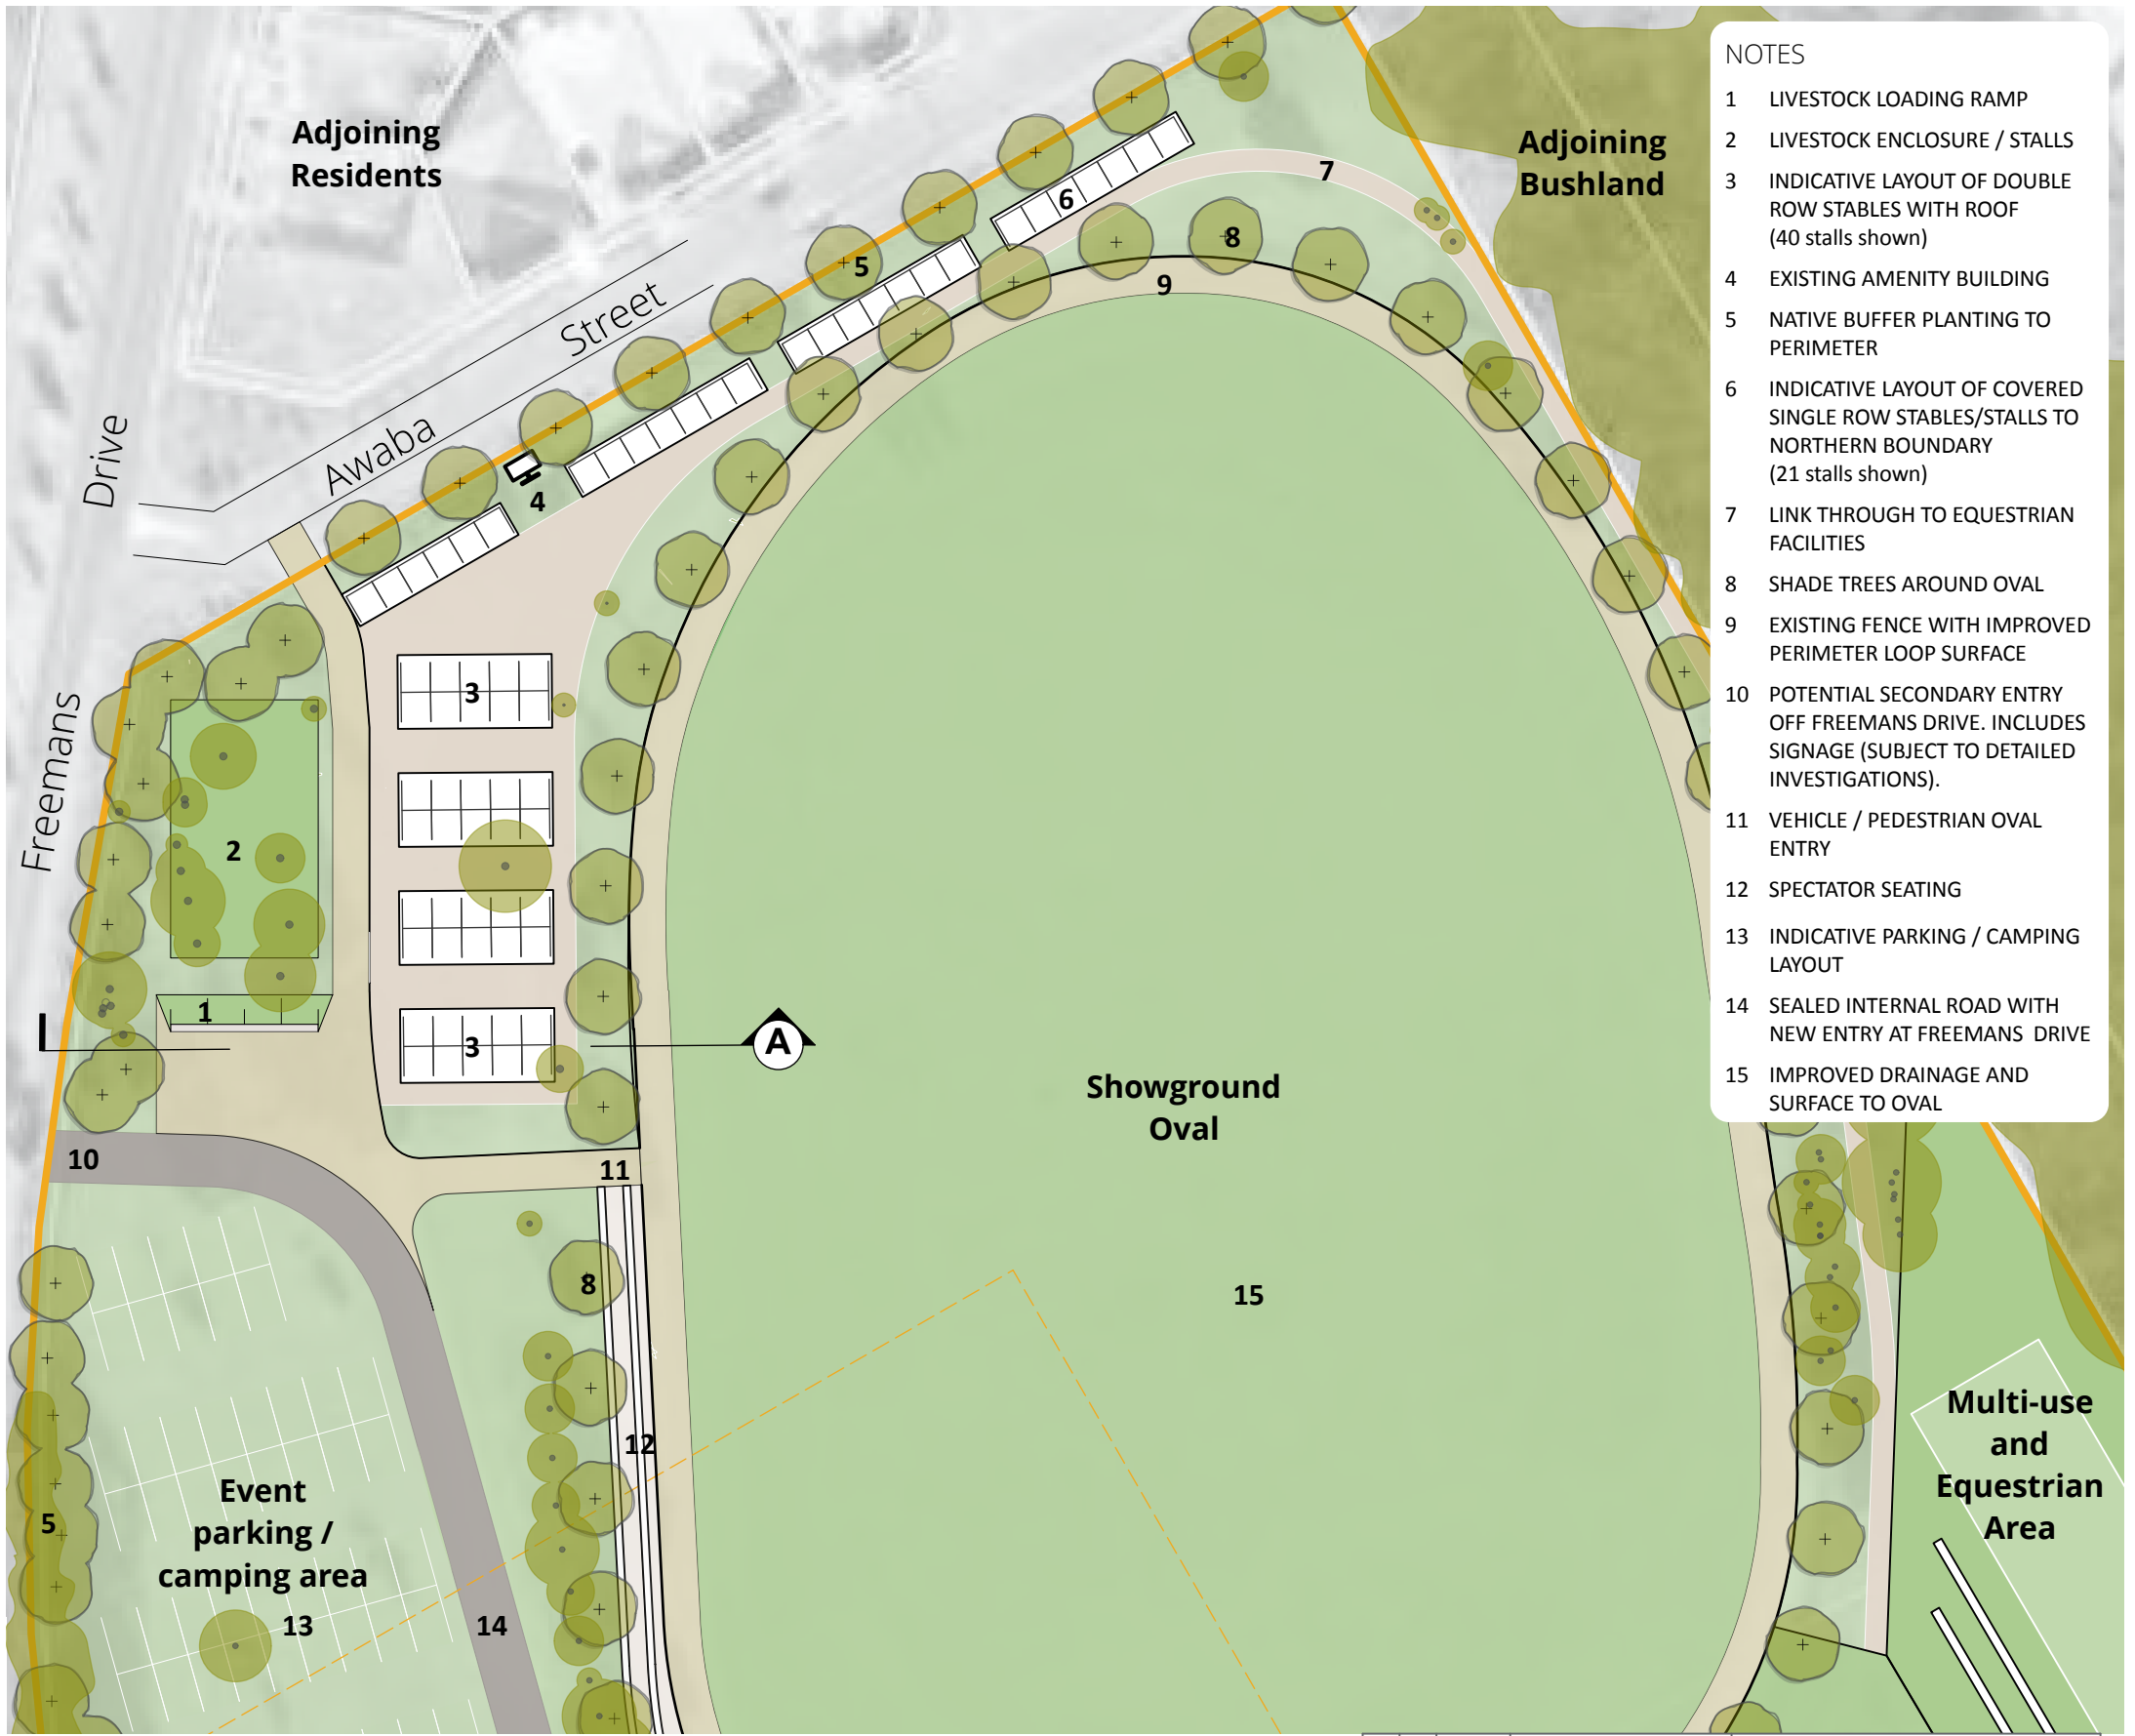 Adjoining
Residents
Adjoining
Bushland
Awaba Street
Freemans Drive
7
6
8
5
9
4
3
2
1
3
A
Showground
Oval
10
11
8
15
12
5
Event
parking /
camping area
13
14
Multi-use
and
Equestrian
Area
NOTES
1 LIVESTOCK LOADING RAMP
2 LIVESTOCK ENCLOSURE / STALLS
3 INDICATIVE LAYOUT OF DOUBLE
ROW STABLES WITH ROOF
(40 stalls shown)
4 EXISTING AMENITY BUILDING
5 NATIVE BUFFER PLANTING TO
PERIMETER
6 INDICATIVE LAYOUT OF COVERED
SINGLE ROW STABLES/STALLS TO
NORTHERN BOUNDARY
(21 stalls shown)
7 LINK THROUGH TO EQUESTRIAN
FACILITIES
8 SHADE TREES AROUND OVAL
9 EXISTING FENCE WITH IMPROVED
PERIMETER LOOP SURFACE
10 POTENTIAL SECONDARY ENTRY
OFF FREEMANS DRIVE. INCLUDES
SIGNAGE (SUBJECT TO DETAILED
INVESTIGATIONS).
11 VEHICLE / PEDESTRIAN OVAL
ENTRY
12 SPECTATOR SEATING
13 INDICATIVE PARKING / CAMPING
LAYOUT
14 SEALED INTERNAL ROAD WITH
NEW ENTRY AT FREEMANS DRIVE
15 IMPROVED DRAINAGE AND
SURFACE TO OVAL